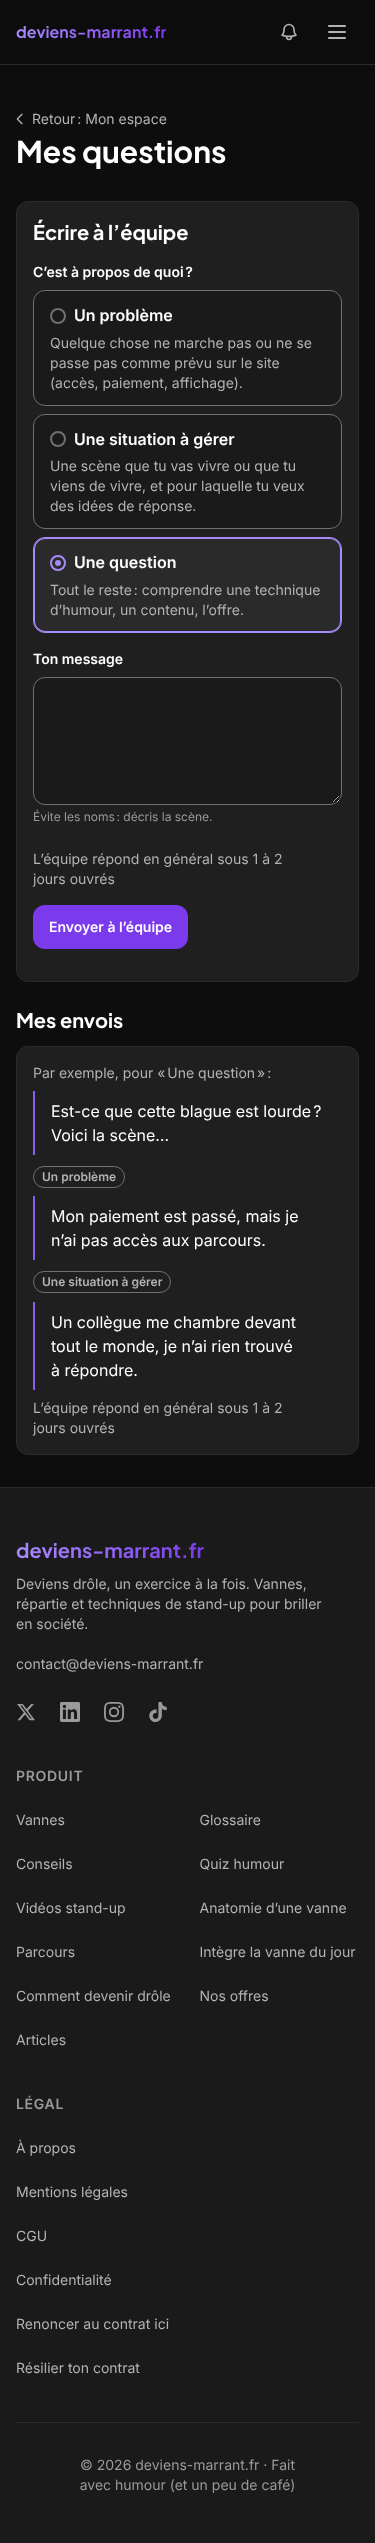 deviens-marrant.fr
Retour : Mon espace
Mes questions
Écrire à l’équipe
C’est à propos de quoi ?
Un problème
Quelque chose ne marche pas ou ne se
passe pas comme prévu sur le site
(accès, paiement, affichage).
Une situation à gérer
Une scène que tu vas vivre ou que tu
viens de vivre, et pour laquelle tu veux
des idées de réponse.
Une question
Tout le reste : comprendre une technique
d’humour, un contenu, l’offre.
Ton message
Évite les noms : décris la scène.
L’équipe répond en général sous 1 à 2
jours ouvrés
Envoyer à l’équipe
Mes envois
Par exemple, pour « Une question » :
Est-ce que cette blague est lourde ?
Voici la scène…
Un problème
Mon paiement est passé, mais je
n’ai pas accès aux parcours.
Une situation à gérer
Un collègue me chambre devant
tout le monde, je n’ai rien trouvé
à répondre.
L’équipe répond en général sous 1 à 2
jours ouvrés
deviens-marrant.fr
Deviens drôle, un exercice à la fois. Vannes,
répartie et techniques de stand-up pour briller
en société.
contact@deviens-marrant.fr
PRODUIT
Vannes
Glossaire
Conseils
Quiz humour
Vidéos stand-up
Anatomie d’une vanne
Parcours
Intègre la vanne du jour
Comment devenir drôle
Nos offres
Articles
LÉGAL
À propos
Mentions légales
CGU
Confidentialité
Renoncer au contrat ici
Résilier ton contrat
© 2026 deviens-marrant.fr · Fait
avec humour (et un peu de café)